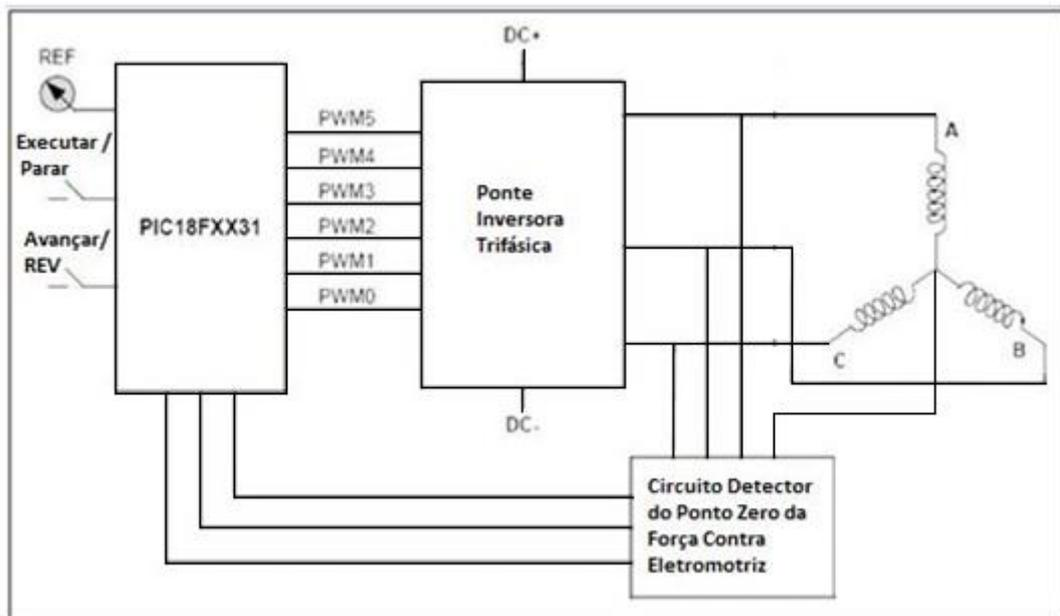 REF
Executar /
Parar
Avançar/
REV
PIC18FXX31
PWM5
PWM4
PWM3
PWM2
PWM1
PWM0
DC+
Ponte
Inversora
Trifásica
DC-
A
C
B
Circuito Detector
do Ponto Zero da
Força Contra
Eletromotriz